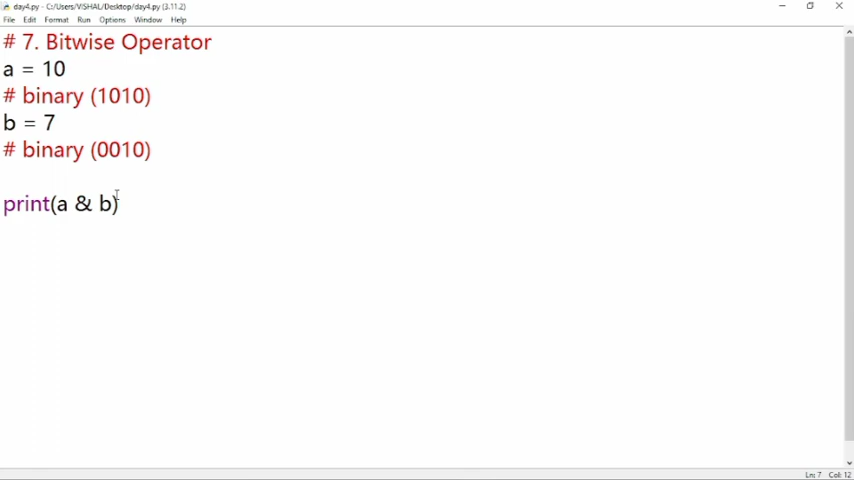 day4.py - C:/Users/VISHAL/Desktop/day4.py (3.11.2)
File Edit Format Run Options Window Help
# 7. Bitwise Operator
a = 10
# binary (1010)
b = 7
# binary (0010)
print(a & b)
Ln: 7 Col: 12